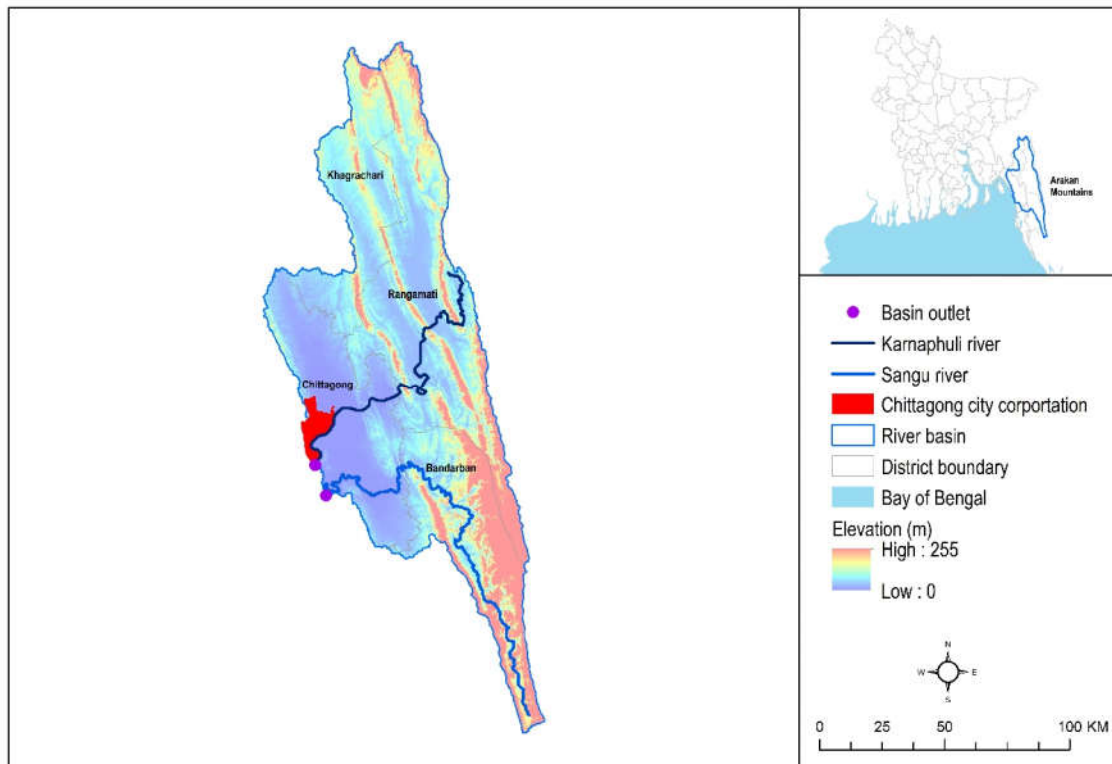 Khagrachari
Rangamati
Chittagong
Bandarban
Arakan
Mountains
Basin outlet
Karnaphuli river
Sangu river
Chittagong city corportation
River basin
District boundary
Bay of Bengal
Elevation (m)
High : 255
Low : 0
N
W E
S
0 25 50 100 KM